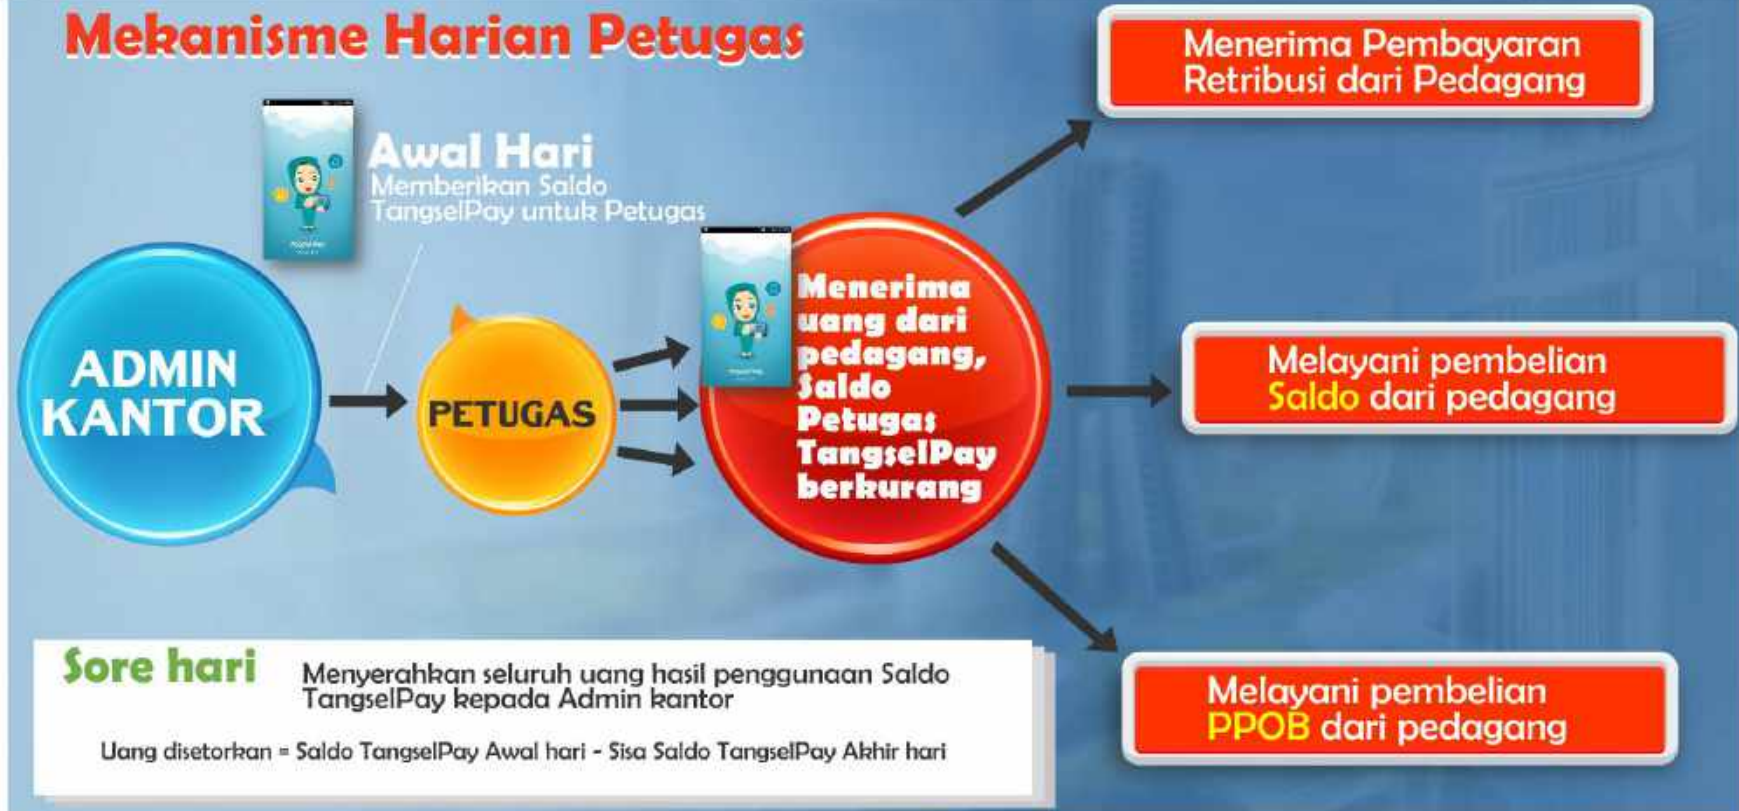 Mekanisme Harian Petugas
Awal Hari
Memberikan Saldo
TangselPay untuk Petugas
ADMIN
KANTOR
PETUGAS
Menerima
uang dari
pedagang,
Saldo
Petugas
TangselPay
berkurang
Menerima Pembayaran
Retribusi dari Pedagang
Melayani pembelian
Saldo dari pedagang
Melayani pembelian
PPOB dari pedagang
Sore hari
Menyerahkan seluruh uang hasil penggunaan Saldo
TangselPay kepada Admin kantor
Uang disetorkan = Saldo TangselPay Awal hari - Sisa Saldo TangselPay Akhir hari